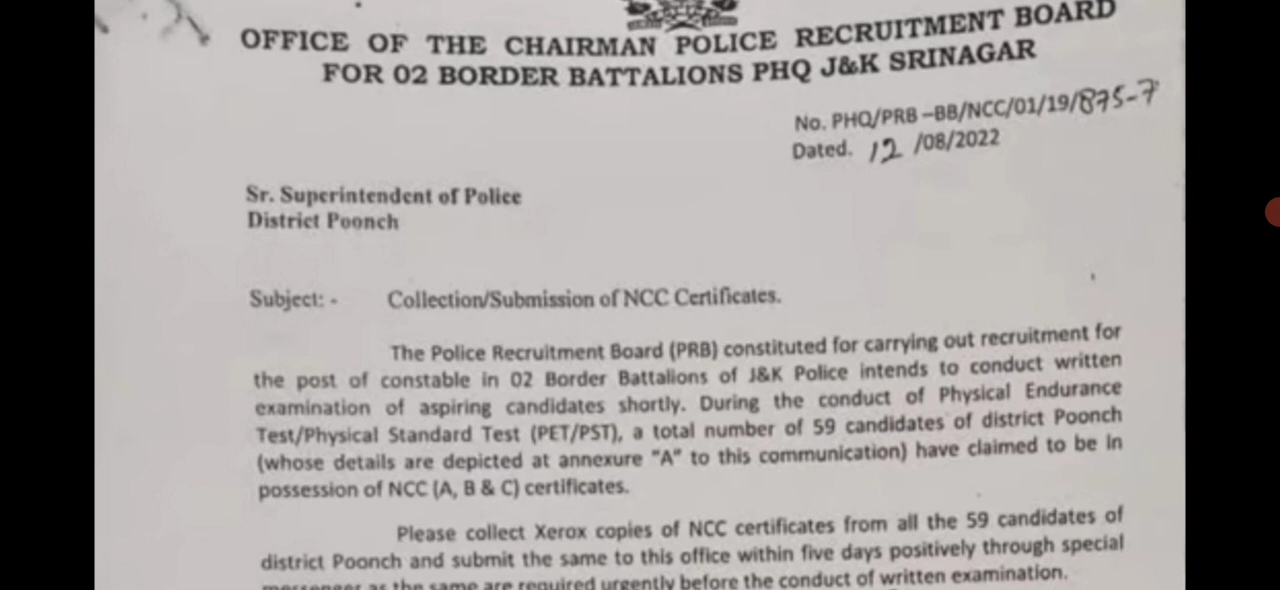 OFFICE OF THE CHAIRMAN POLICE RECRUITMENT BOARD
FOR 02 BORDER BATTALIONS PHQ J&K SRINAGAR
No. PHQ/PRB –BB/NCC/01/19/875-7
Dated. 12 /08/2022
Sr. Superintendent of Police
District Poonch
Subject: - Collection/Submission of NCC Certificates.
The Police Recruitment Board (PRB) constituted for carrying out recruitment for
the post of constable in 02 Border Battalions of J&K Police intends to conduct written
examination of aspiring candidates shortly. During the conduct of Physical Endurance
Test/Physical Standard Test (PET/PST), a total number of 59 candidates of district Poonch
(whose details are depicted at annexure "A" to this communication) have claimed to be in
possession of NCC (A, B & C) certificates.
Please collect Xerox copies of NCC certificates from all the 59 candidates of
district Poonch and submit the same to this office within five days positively through special
messenger as the same are required urgently before the conduct of written examination.